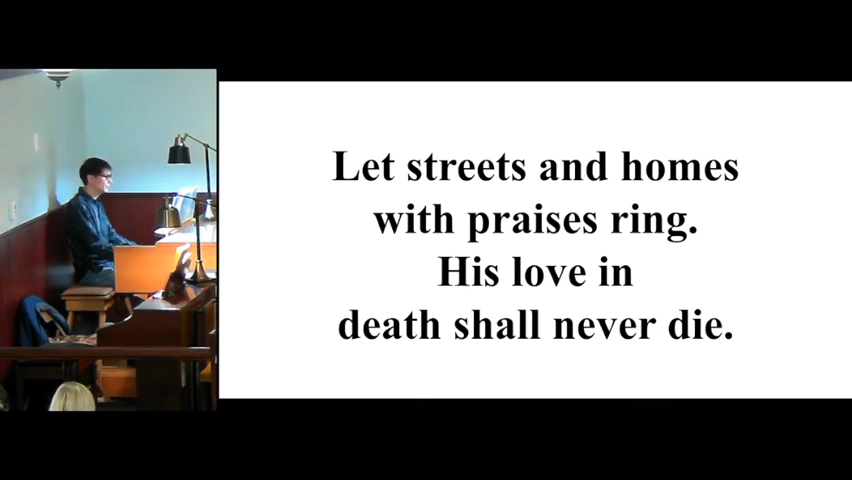 Let streets and homes
with praises ring.
His love in
death shall never die.